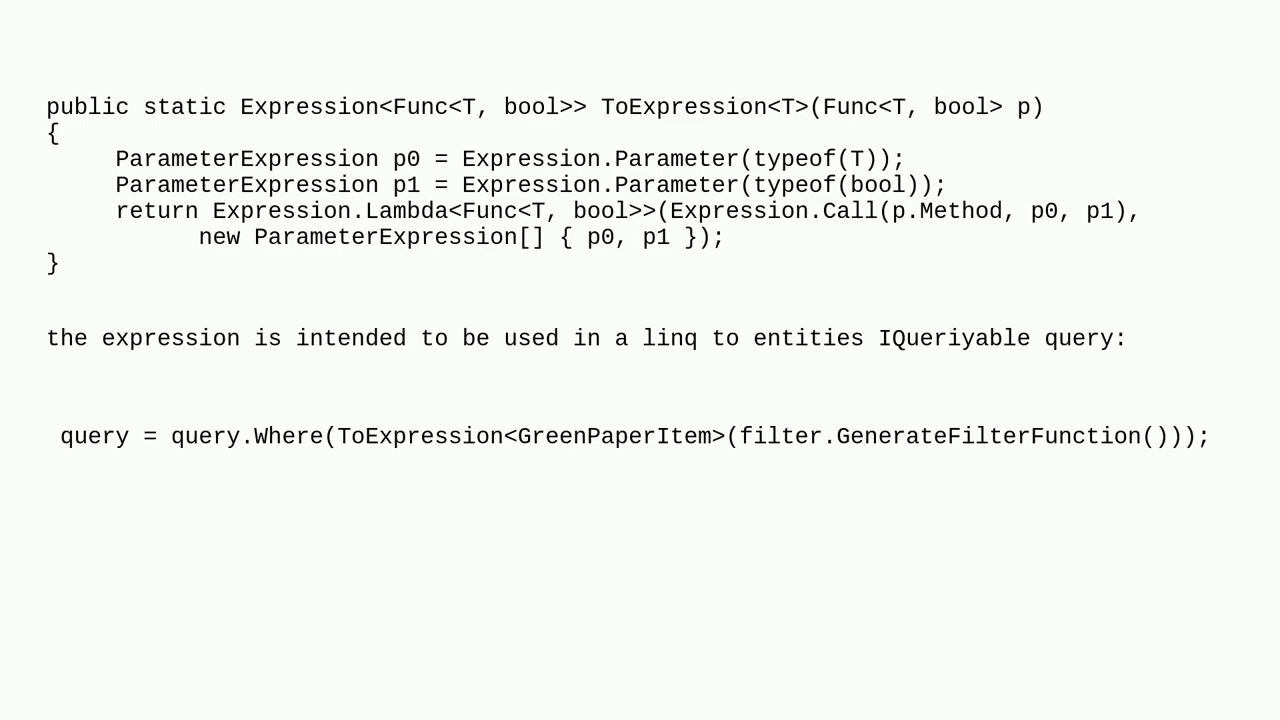 public static Expression<Func<T, bool>> ToExpression<T>(Func<T, bool> p)
{
     ParameterExpression p0 = Expression.Parameter(typeof(T));
     ParameterExpression p1 = Expression.Parameter(typeof(bool));
     return Expression.Lambda<Func<T, bool>>(Expression.Call(p.Method, p0, p1),
           new ParameterExpression[] { p0, p1 });
}
the expression is intended to be used in a linq to entities IQueriyable query:
 query = query.Where(ToExpression<GreenPaperItem>(filter.GenerateFilterFunction()));